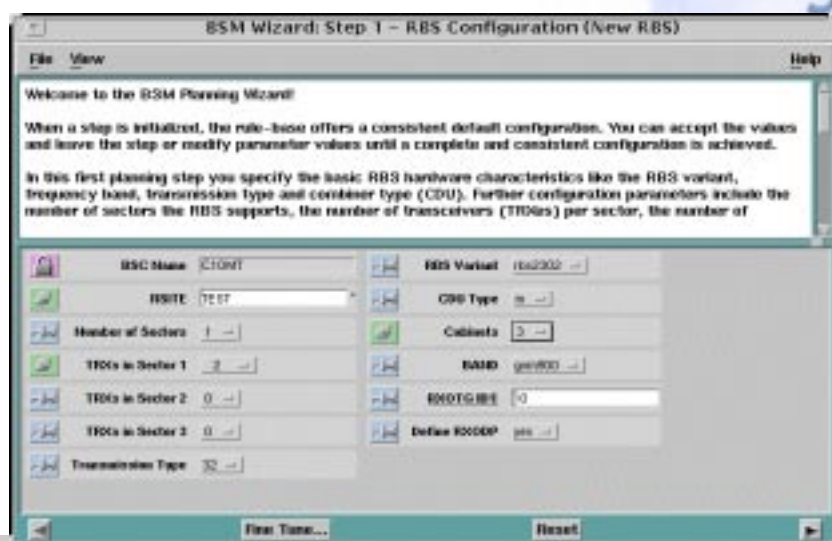 BSM Wizard: Step 1 – RBS Configuration (New RBS)
File View Help
Welcome to the BSM Planning Wizard!
When a step is initialized, the rule-base offers a consistent default configuration. You can accept the values
and leave the step or modify parameter values until a complete and consistent configuration is achieved.
In this first planning step you specify the basic RBS hardware characteristics like the RBS variant,
frequency band, transmission type and combiner type (CDU). Further configuration parameters include the
number of sectors the RBS supports, the number of transceivers (TRXes) per sector, the number of
BSC Name RBS Variant rbs2302
RSITE TEST CDU Type
Number of Sectors 1 Cabinets 3
TRXs in Sector 1 2 BAND
TRXs in Sector 2 0
TRXs in Sector 3 0 Define yes
Transmission Type 32
Fine Tune... Reset